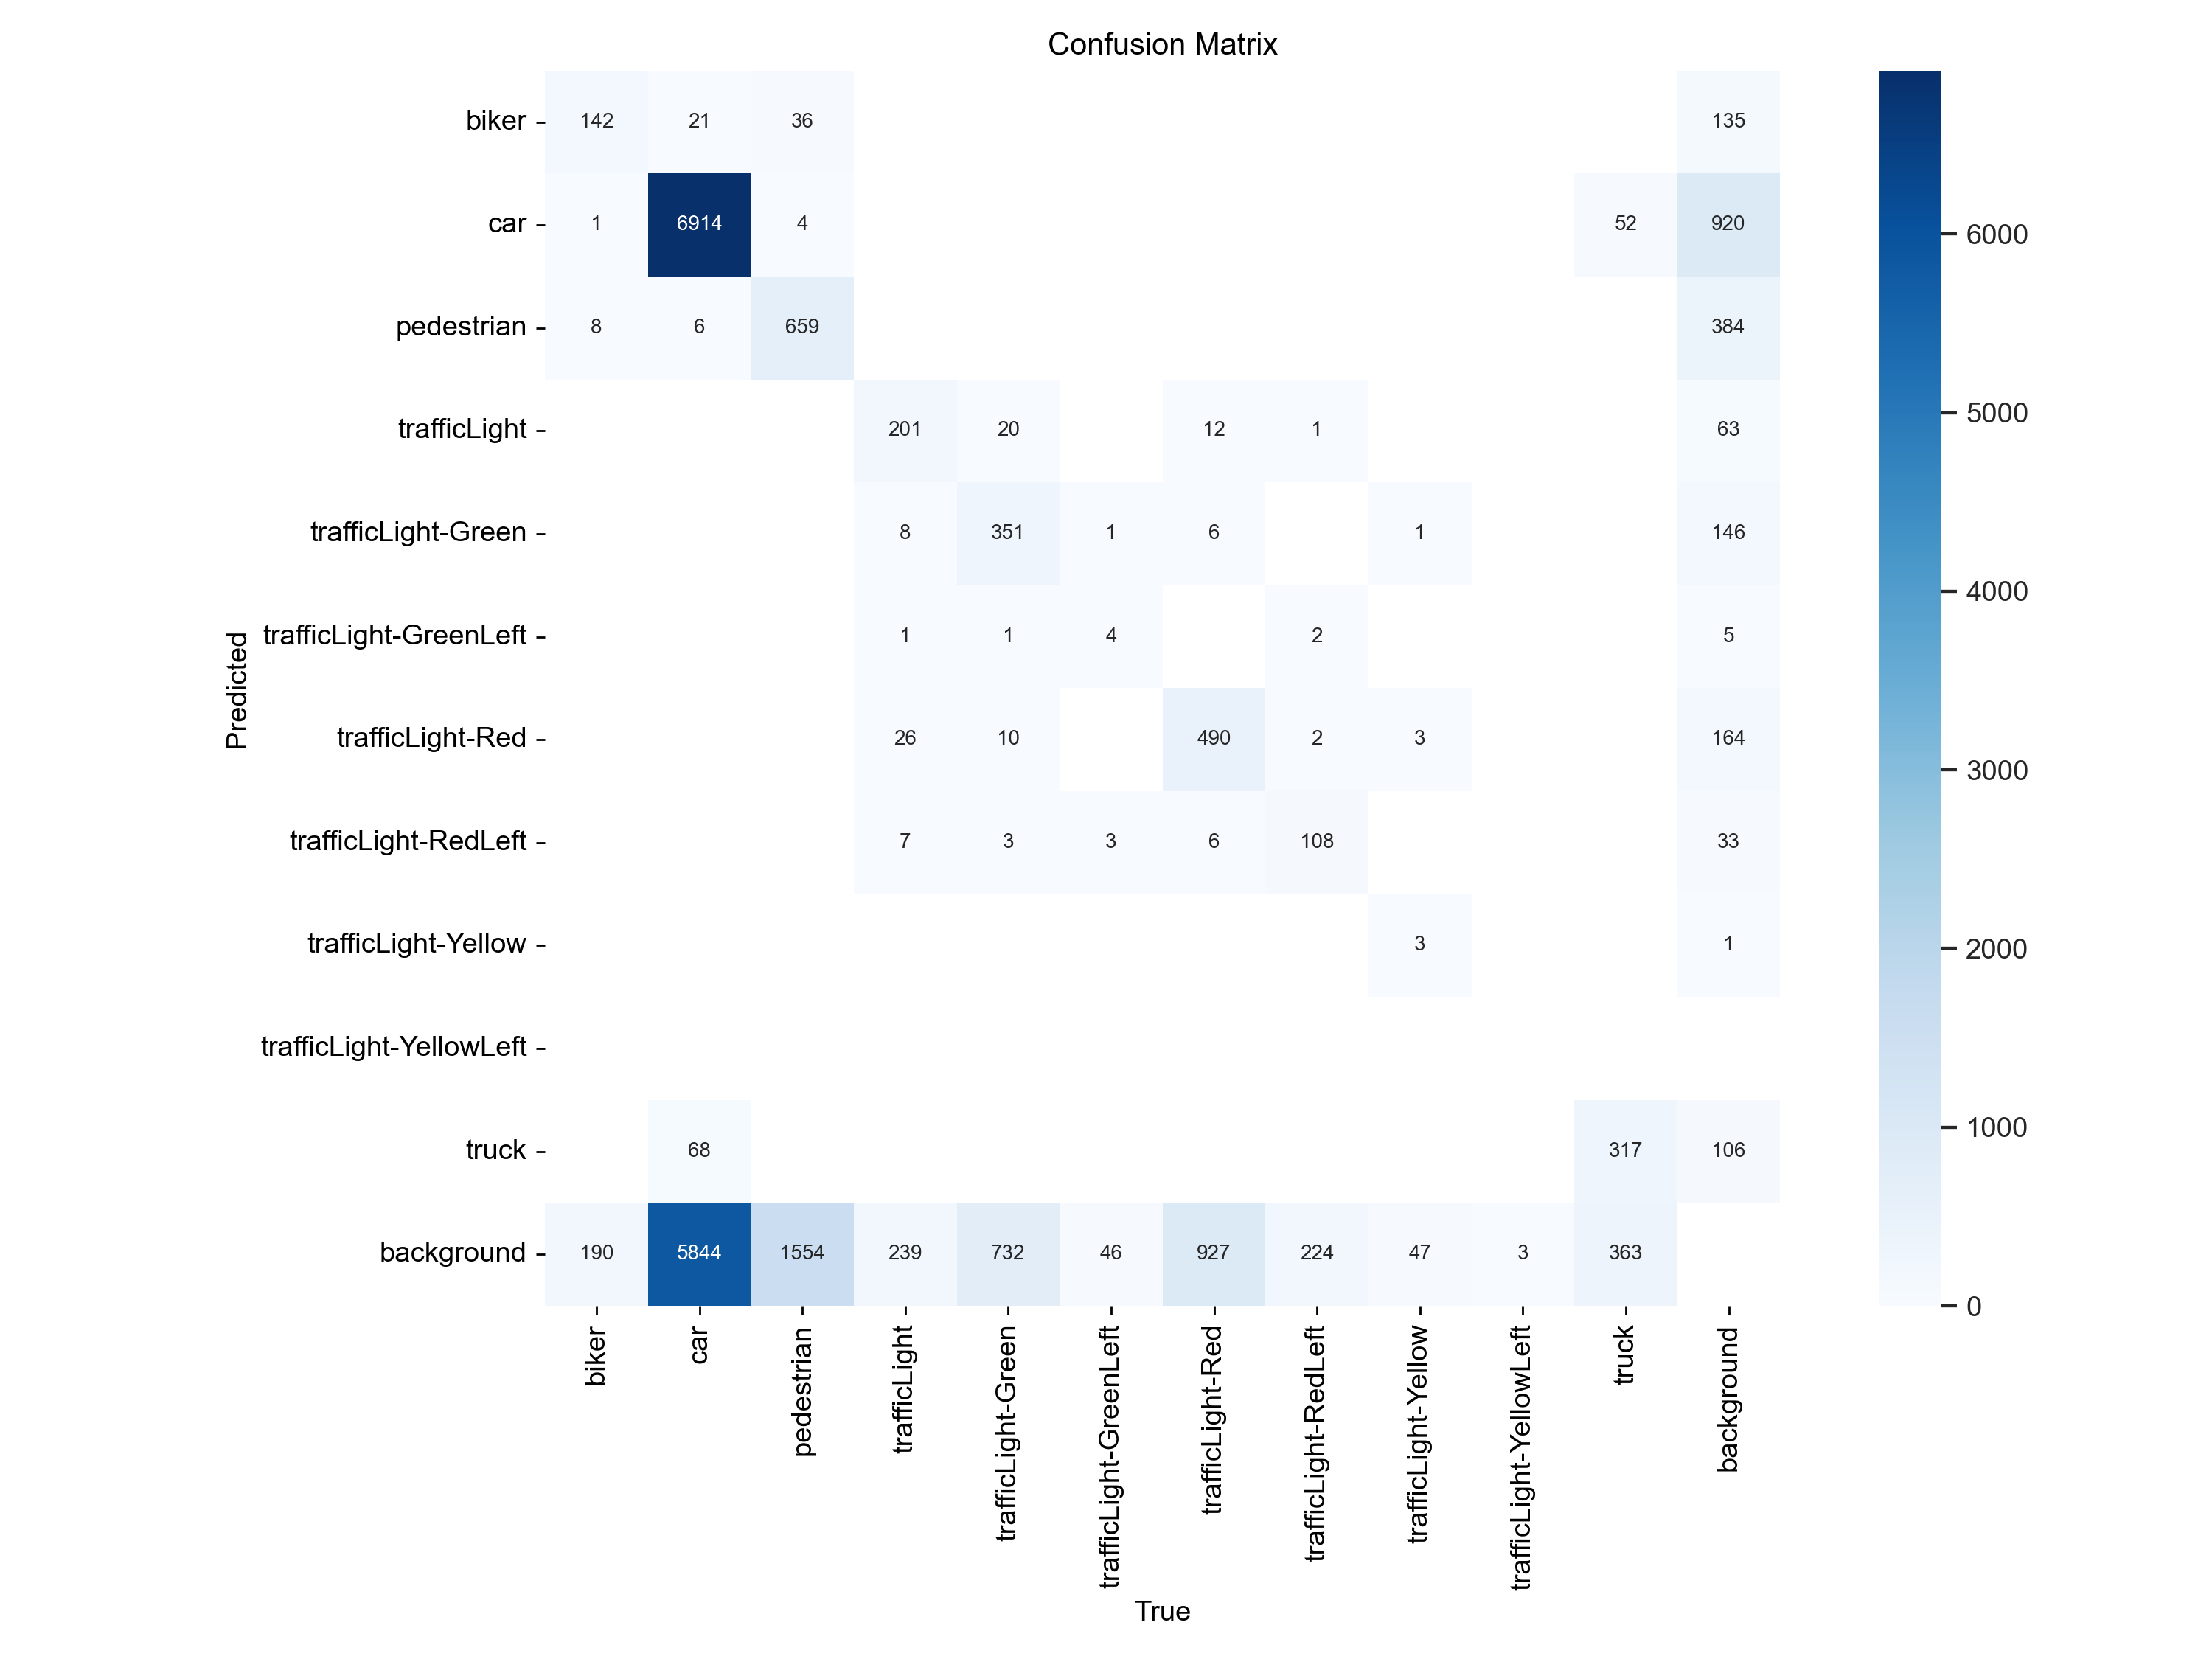 Confusion Matrix
biker 142 21 36 135
car 1 6914 4 52 920
pedestrian 8 6 659 384
trafficLight 201 20 12 1 63
trafficLight-Green 8 351 1 6 1 146
trafficLight-GreenLeft 1 1 4 2 5
trafficLight-Red 26 10 490 2 3 164
trafficLight-RedLeft 7 3 3 6 108 33
trafficLight-Yellow 3 1
trafficLight-YellowLeft
truck 68 317 106
background 190 5844 1554 239 732 46 927 224 47 3 363
Predicted
biker
car
pedestrian
trafficLight
trafficLight-Green
trafficLight-GreenLeft
trafficLight-Red
trafficLight-RedLeft
trafficLight-Yellow
trafficLight-YellowLeft
truck
background
True
6000
5000
4000
3000
2000
1000
0